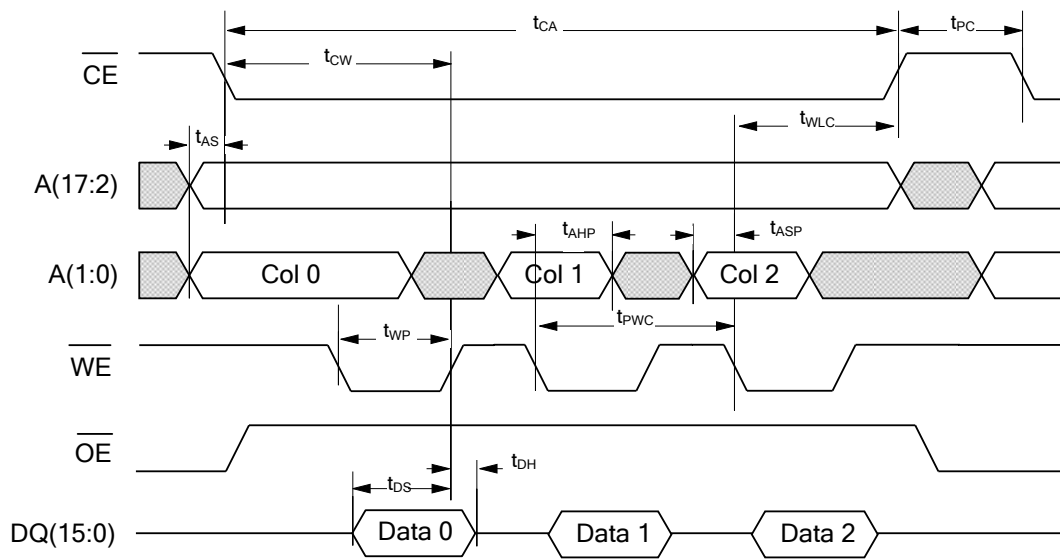 tCA
tPC
CE
tCW
tWLC
tAS
A(17:2)
tAHP
tASP
A(1:0)
Col 0
Col 1
Col 2
tWP
tPWC
WE
OE
tDS
tDH
DQ(15:0)
Data 0
Data 1
Data 2